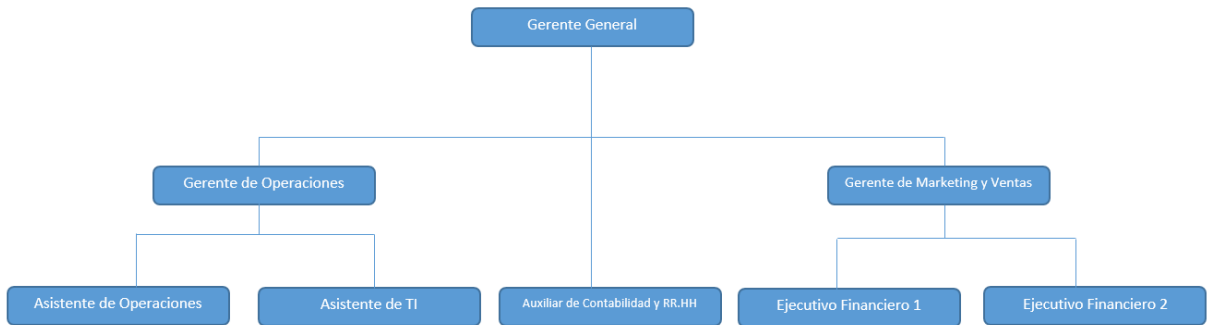 Gerente General
Gerente de Operaciones
Gerente de Marketing y Ventas
Asistente de Operaciones
Asistente de TI
Auxiliar de Contabilidad y RR.HH
Ejecutivo Financiero 1
Ejecutivo Financiero 2